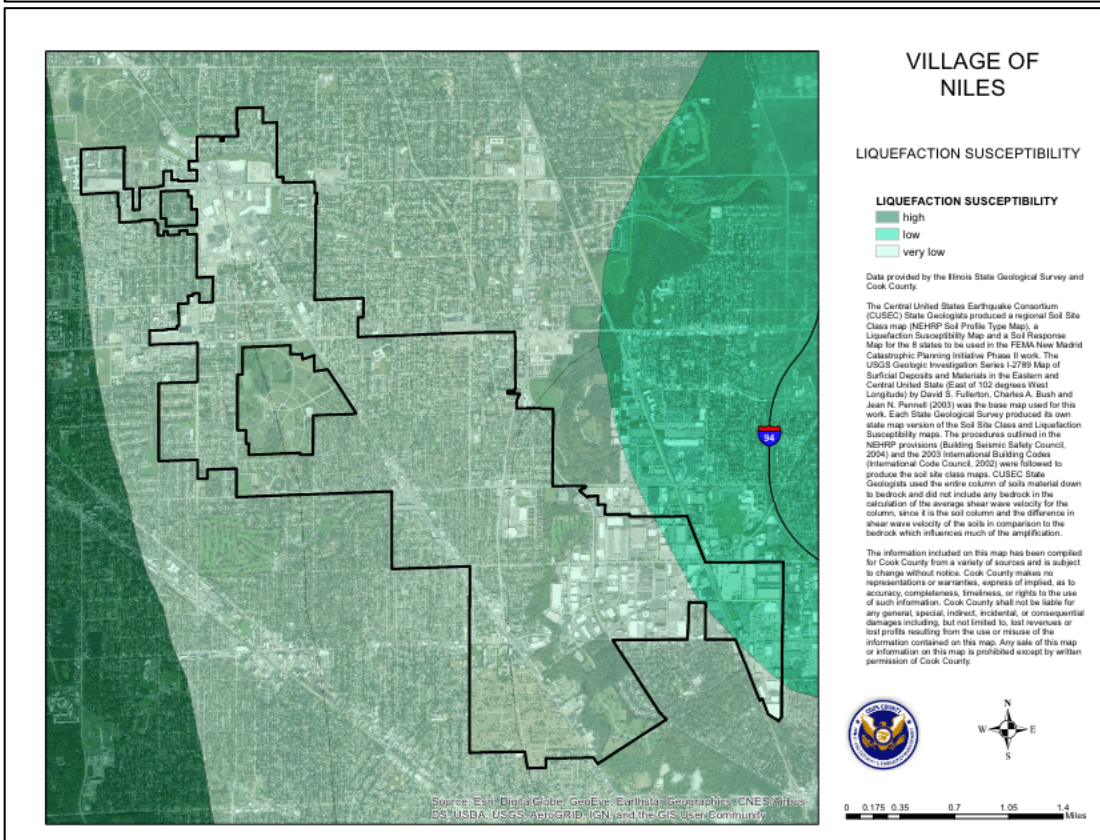 VILLAGE OF
NILES
LIQUEFACTION SUSCEPTIBILITY
LIQUEFACTION SUSCEPTIBILITY
high
low
very low
Data provided by the Illinois State Geological Survey and
Cook County.
The Central United States Earthquake Consortium
(CUSEC) State Geologists produced a regional Soil Site
Class map (NEHRP Soil Profile Type Map), a
Liquefaction Susceptibility Map and a Soil Response
Map for the 8 states to be used in the FEMA New Madrid
Catastrophic Planning Initiative Phase II work. The
USGS Geologic Investigation Series I-2789 Map of
Surficial Deposits and Materials in the Eastern and
Central United State (East of 102 degrees West
Longitude) by David S. Fullerton, Charles A. Bush and
Jean N. Pennell (2003) was the base map used for this
work. Each State Geological Survey produced its own
state map version of the Soil Site Class and Liquefaction
Susceptibility maps. The procedures outlined in the
NEHRP provisions (Building Seismic Safety Council,
2004) and the 2003 International Building Codes
(International Code Council, 2002) were followed to
produce the soil site class maps. CUSEC State
Geologists used the entire column of soils material down
to bedrock and did not include any bedrock in the
calculation of the average shear wave velocity for the
column, since it is the soil column and the difference in
shear wave velocity of the soils in comparison to the
bedrock which influences much of the amplification.
The information included on this map has been compiled
for Cook County from a variety of sources and is subject
to change without notice. Cook County makes no
representations or warranties, express of implied, as to
accuracy, completeness, timeliness, or rights to the use
of such information. Cook County shall not be liable for
any general, special, indirect, incidental, or consequential
damages including, but not limited to, lost revenues or
lost profits resulting from the use or misuse of the
information contained on this map. Any sale of this map
or information on this map is prohibited except by written
permission of Cook County.
94
COOK COUNTY
N
W E
S
0 0.175 0.35 0.7 1.05 1.4
Miles
Source: Esri, DigitalGlobe, GeoEye, Earthstar Geographics, CNES/Airbus
DS, USDA, USGS, AeroGRID, IGN, and the GIS User Community